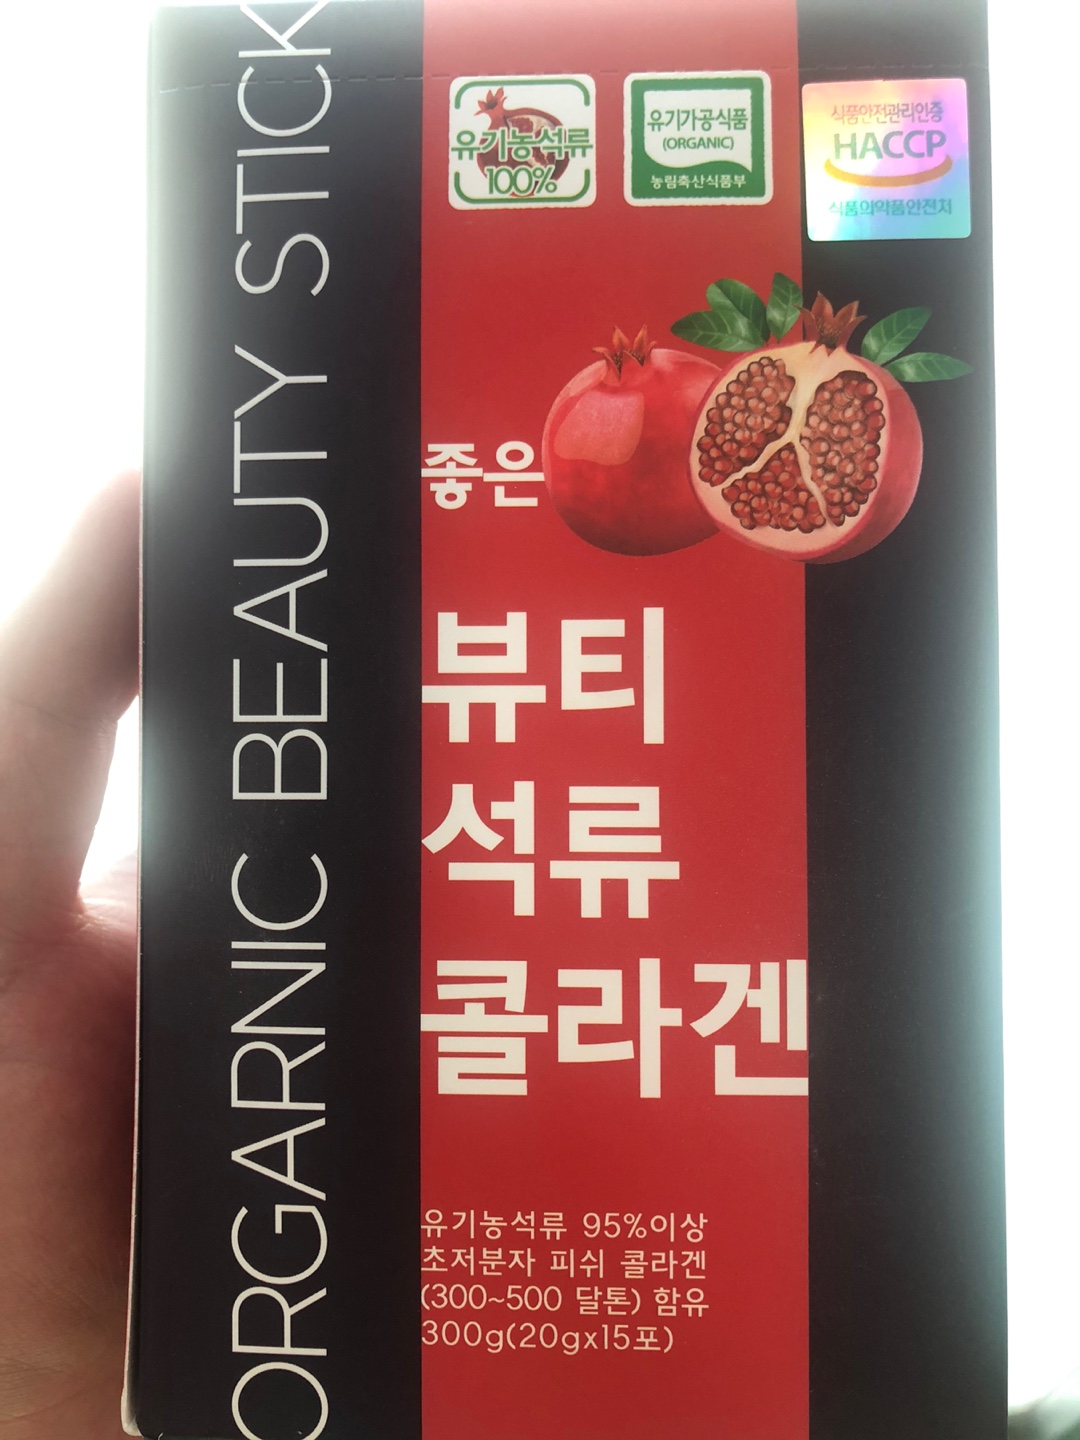 ORGARNIC BEAUTY STICK
유기농석류
100%
유기가공식품
(ORGANIC)
농림축산식품부
식품안전관리인증
HACCP
식품의약품안전처
좋은
뷰티
석류
콜라겐
유기농석류 95%이상
초저분자 피쉬 콜라겐
(300~500 달톤) 함유
300g(20gx15포)